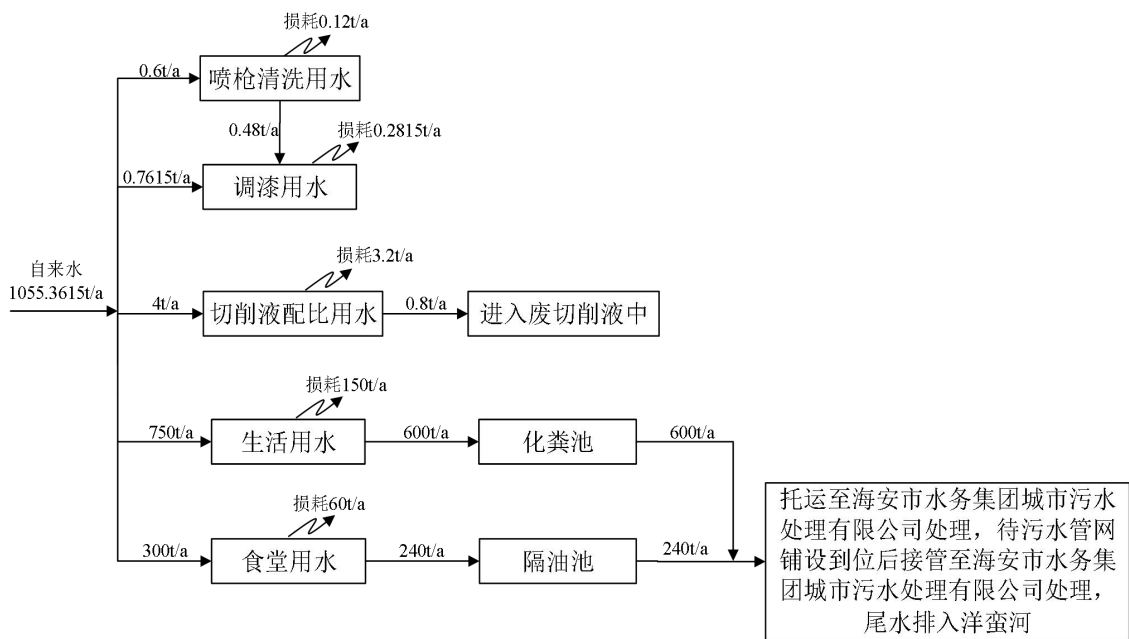 损耗0.12t/a
0.6t/a
喷枪清洗用水
0.48t/a
损耗0.2815t/a
0.7615t/a
调漆用水
自来水
1055.3615t/a
损耗3.2t/a
4t/a
切削液配比用水
0.8t/a
进入废切削液中
损耗150t/a
750t/a
生活用水
600t/a
化粪池
600t/a
损耗60t/a
300t/a
食堂用水
240t/a
隔油池
240t/a
托运至海安市水务集团城市污水
处理有限公司处理，待污水管网
铺设到位后接管至海安市水务集
团城市污水处理有限公司处理，
尾水排入洋蛮河